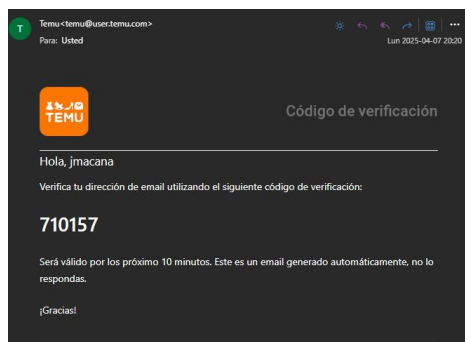 T
Temu<temu@user.temu.com>
Para: Usted
Lun 2025-04-07 20:20
TEMU
Código de verificación
Hola, jmacana
Verifica tu dirección de email utilizando el siguiente código de verificación:
710157
Será válido por los próximo 10 minutos. Este es un email generado automáticamente, no lo
respondas.
¡Gracias!